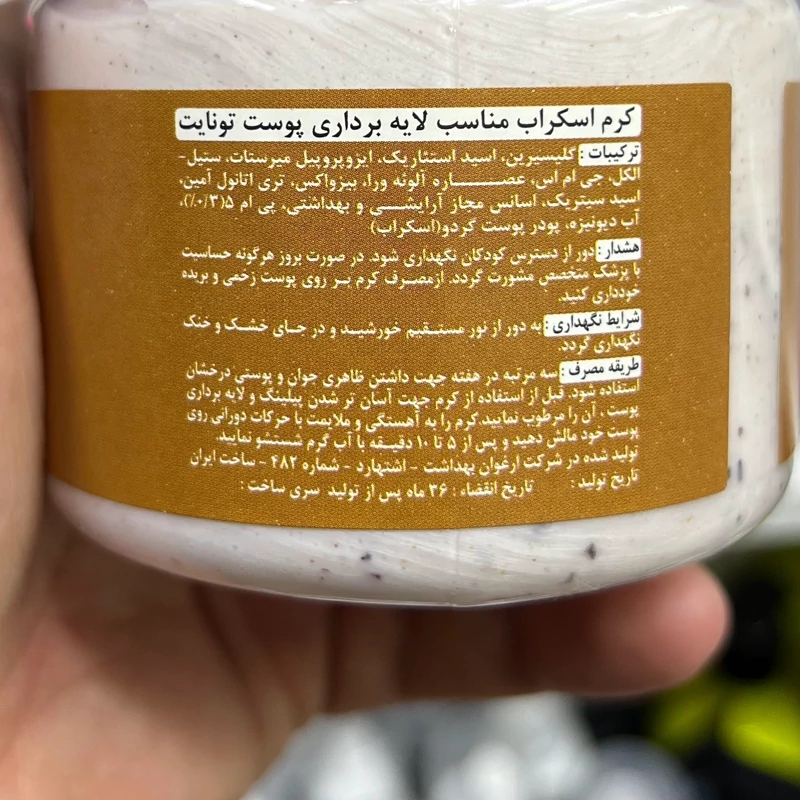 کرم اسکراب مناسب لایه برداری پوست تونایت
ترکیبات : گلیسیرین، اسید استئاریک، ایزوپروپیل میرستات، ستیل-
الکل، جی ام اس، عصاره آلوئه ورا، بیزواکس، تری اتانول آمین،
اسید سیتریک، اسانس مجاز آرایشی و بهداشتی، پی ام ۵(۰/۳٪)،
آب دیونیزه، پودر پوست گردو(اسکراب)
هشدار : دور از دسترس کودکان نگهداری شود. در صورت بروز هرگونه حساسیت
با پزشک متخصص مشورت گردد. ازمصرف کرم بر روی پوست زخمی و بریده
خودداری کنید.
شرایط نگهداری : به دور از نور مستقیم خورشید و در جای خشک و خنک
نگهداری گردد.
طریقه مصرف : سه مرتبه در هفته جهت داشتن ظاهری جوان و پوستی درخشان
استفاده شود. قبل از استفاده از کرم جهت آسان تر شدن پیلینگ و لایه برداری
پوست ، آن را مرطوب نمایید.کرم را به آهستگی و ملایمت با حرکات دورانی روی
پوست خود مالش دهید و پس از ۵ تا ۱۰ دقیقه با آب گرم شستشو نمایید.
تولید شده در شرکت ارغوان بهداشت - اشتهارد - شماره ۴۸۲ - ساخت ایران
تاریخ تولید : تاریخ انقضاء : ۳۶ ماه پس از تولید سری ساخت :